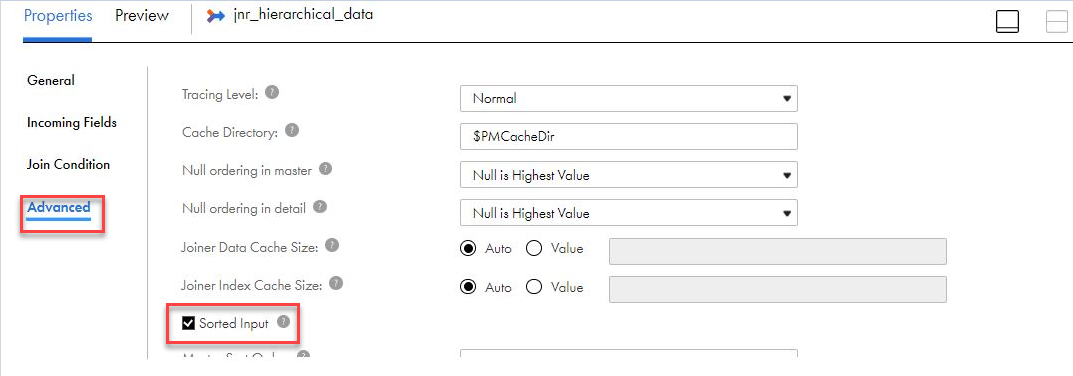 Properties Preview jnr_hierarchical_data
General
Incoming Fields
Join Condition
Advanced
Tracing Level: ? Normal
Cache Directory: ? $PMCacheDir
Null ordering in master ? Null is Highest Value
Null ordering in detail ? Null is Highest Value
Joiner Data Cache Size: ? Auto Value
Joiner Index Cache Size: ? Auto Value
Sorted Input ?